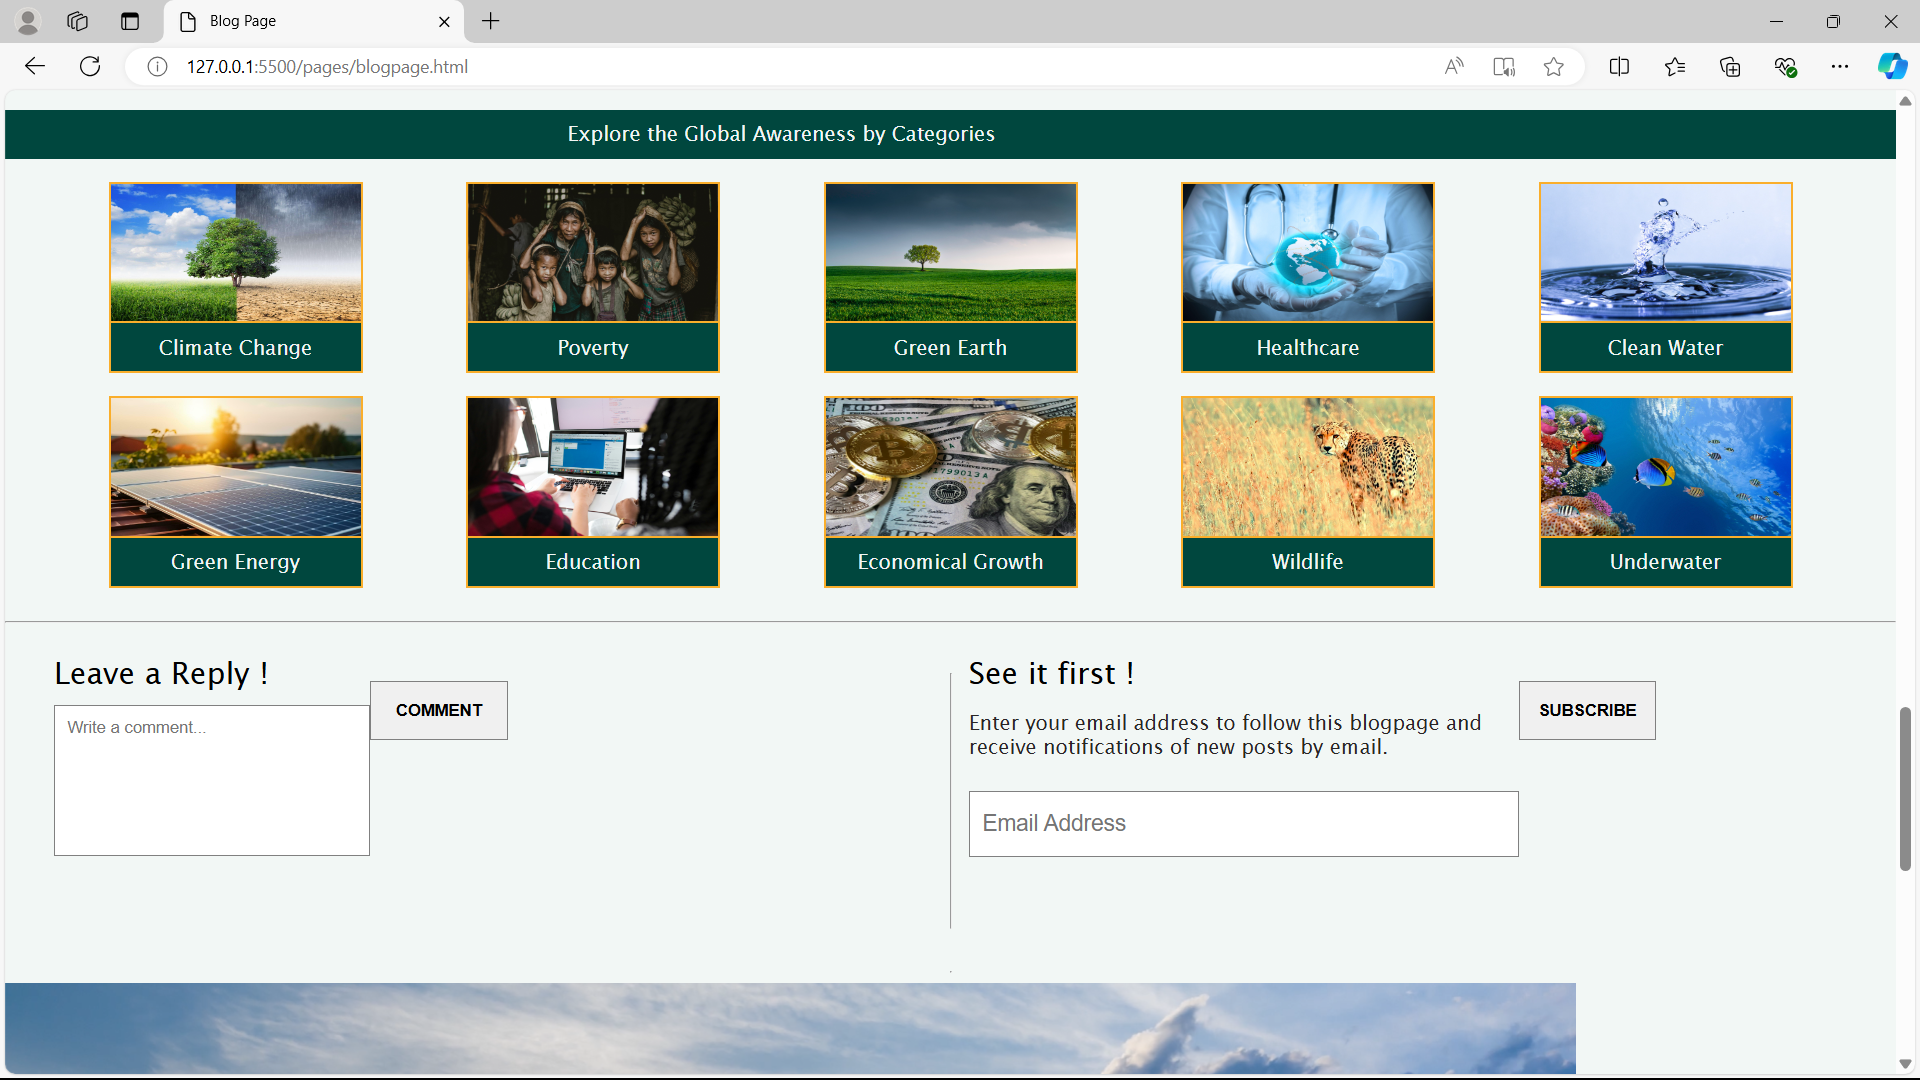 Blog Page
127.0.0.1:5500/pages/blogpage.html
Explore the Global Awareness by Categories
Climate Change
Poverty
Green Earth
Healthcare
Clean Water
Green Energy
Education
Economical Growth
Wildlife
Underwater
Leave a Reply !
Write a comment...
COMMENT
See it first !
Enter your email address to follow this blogpage and
receive notifications of new posts by email.
SUBSCRIBE
Email Address